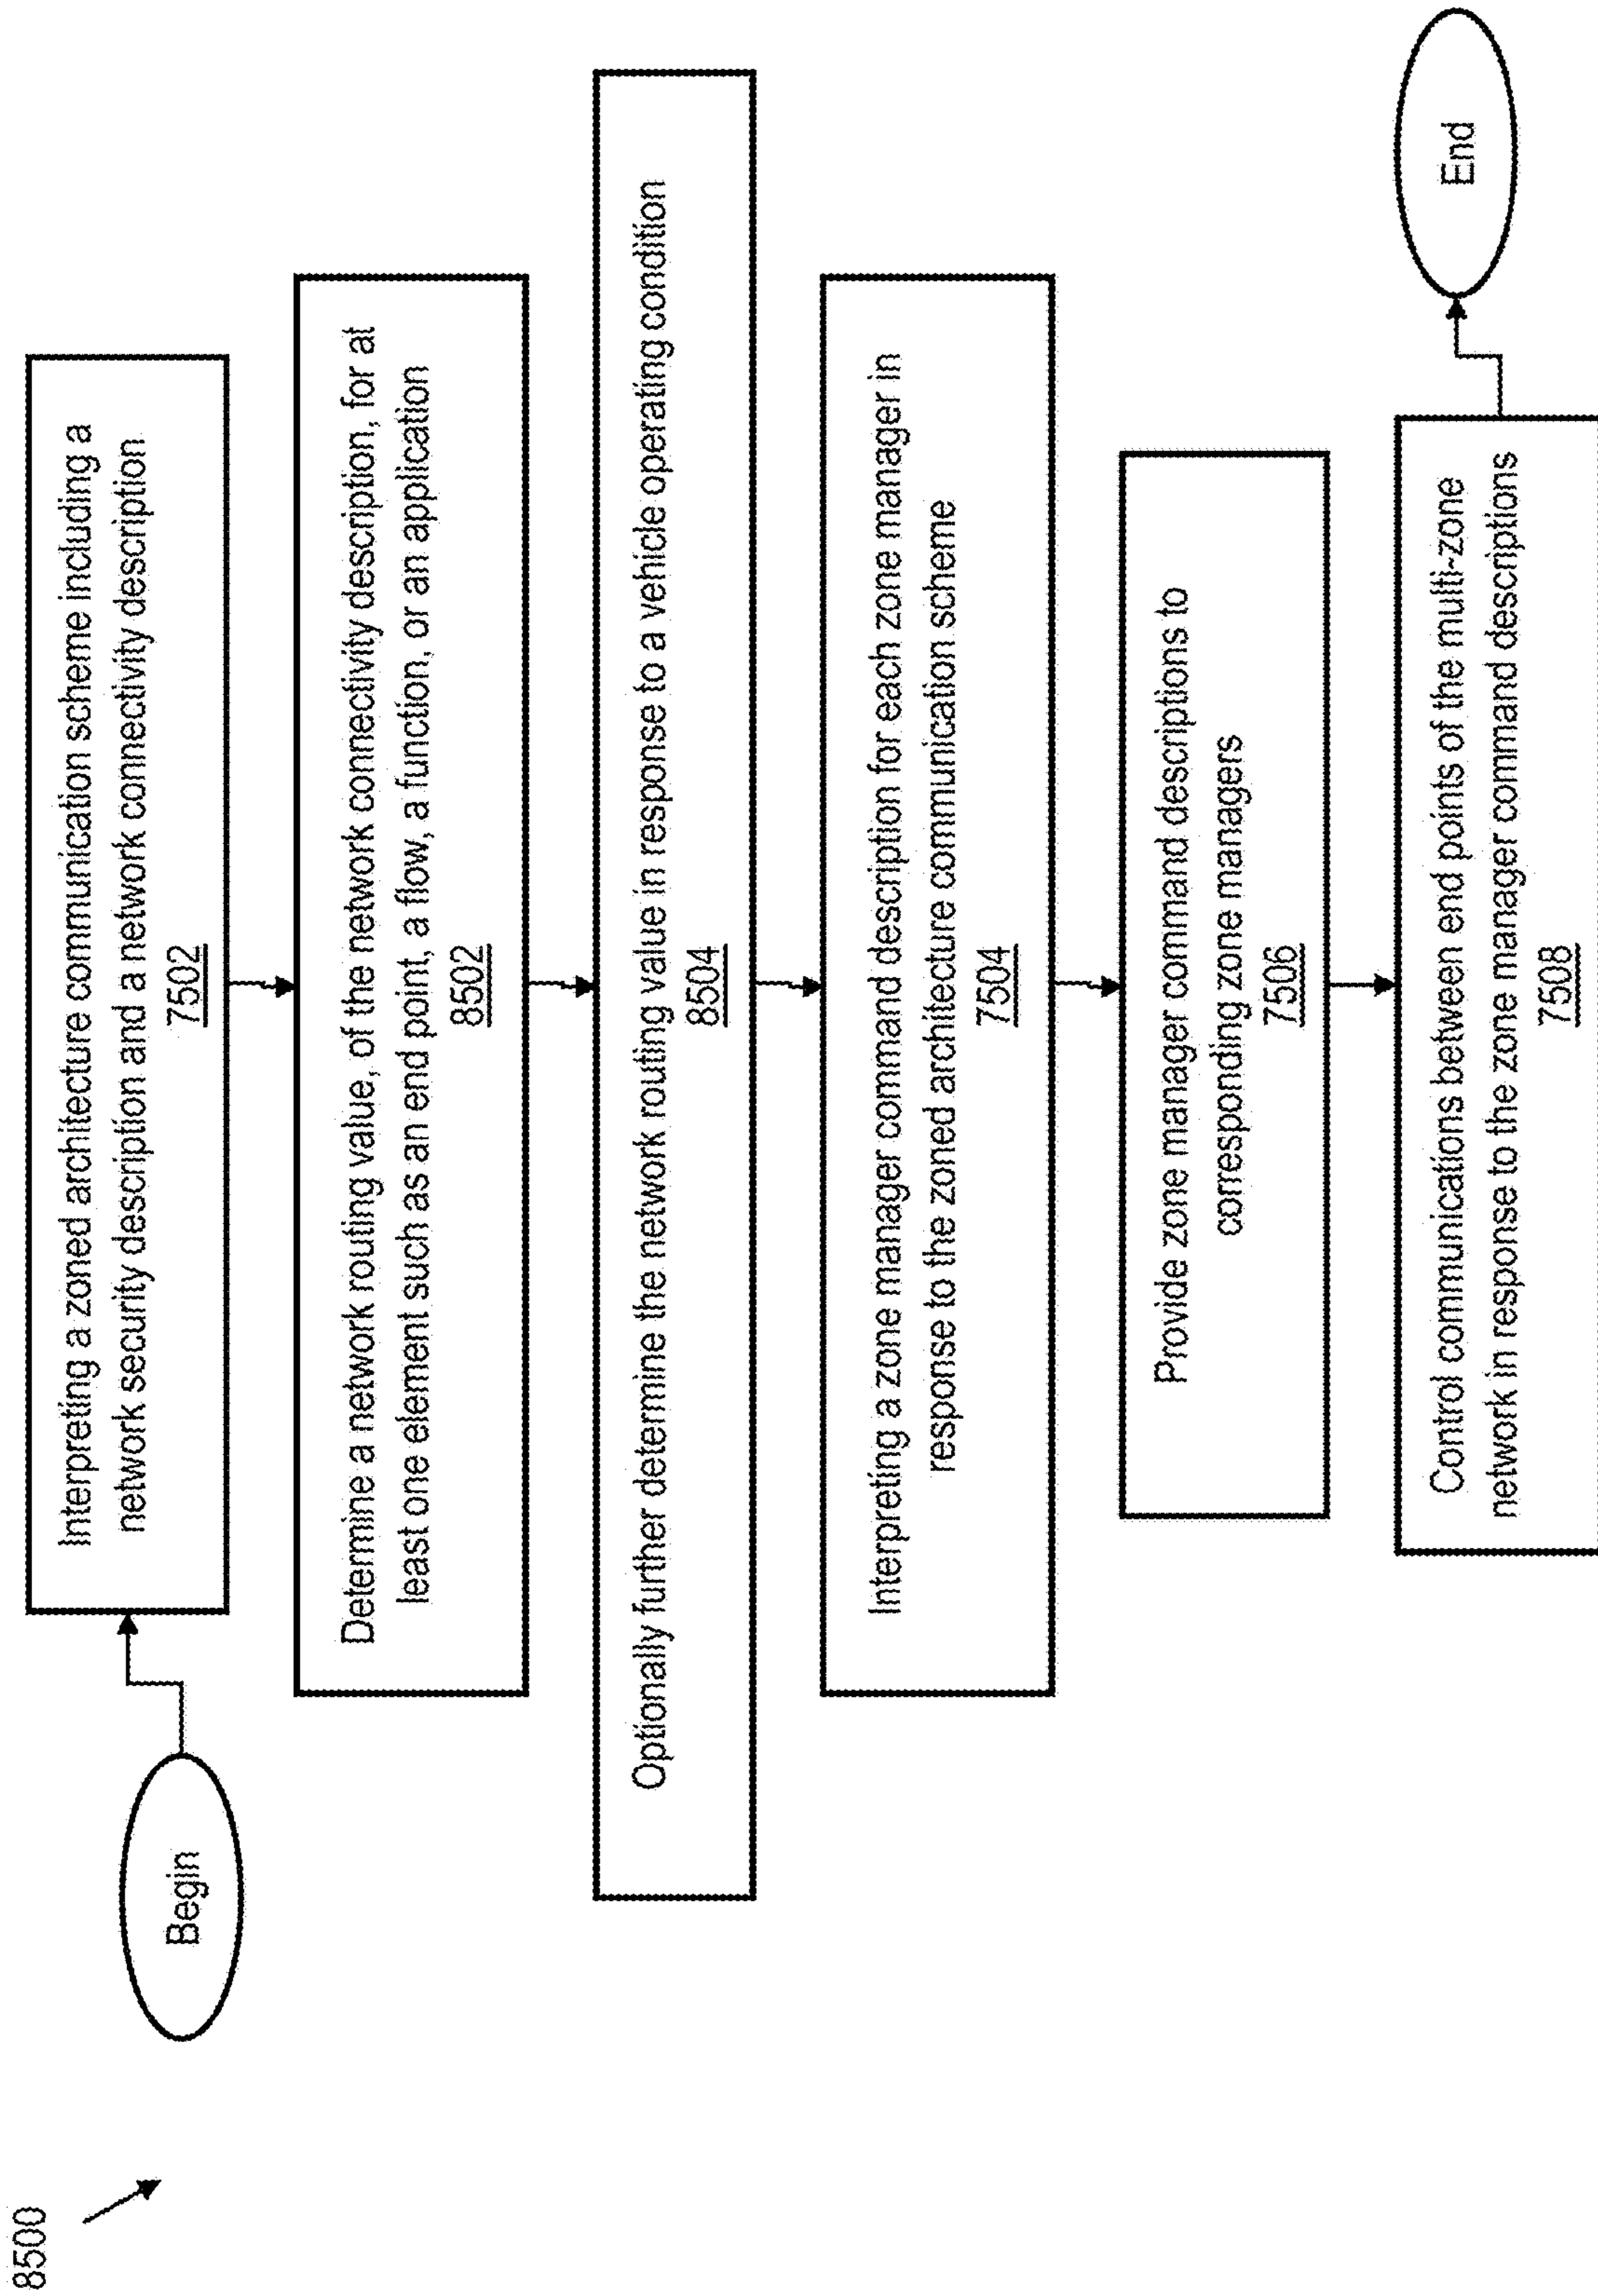 8500
Begin
Interpreting a zoned architecture communication scheme including a
network security description and a network connectivity description
7502
Determine a network routing value, of the network connectivity description, for at
least one element such as an end point, a flow, a function, or an application
8502
Optionally further determine the network routing value in response to a vehicle operating condition
8504
Interpreting a zone manager command description for each zone manager in
response to the zoned architecture communication scheme
7504
Provide zone manager command descriptions to
corresponding zone managers
7506
Control communications between end points of the multi-zone
network in response to the zone manager command descriptions
7508
End